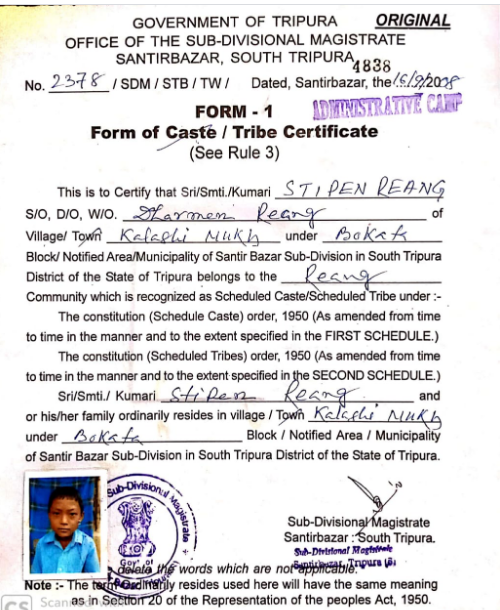 GOVERNMENT OF TRIPURA ORIGINAL
OFFICE OF THE SUB-DIVISIONAL MAGISTRATE
SANTIRBAZAR, SOUTH TRIPURA
4838
No. 2378 / SDM / STB / TW / Dated, Santirbazar, the 16/9/2008
ADMINISTRATIVE CAMP
FORM - 1
Form of Caste / Tribe Certificate
(See Rule 3)
This is to Certify that Sri/Smti./Kumari STIPEN REANG
S/O, D/O, W/O. Dharmen Reang of
Village/ Town Kalashi Mukh under Bokafa
Block/ Notified Area/Municipality of Santir Bazar Sub-Division in South Tripura
District of the State of Tripura belongs to the Reang
Community which is recognized as Scheduled Caste/Scheduled Tribe under :-
The constitution (Schedule Caste) order, 1950 (As amended from time
to time in the manner and to the extent specified in the FIRST SCHEDULE.)
The constitution (Scheduled Tribes) order, 1950 (As amended from time
to time in the manner and to the extent specified in the SECOND SCHEDULE.)
Sri/Smti./ Kumari Stipen Reang and
or his/her family ordinarily resides in village / Town Kalashi Mukh
under Bokafa Block / Notified Area / Municipality
of Santir Bazar Sub-Division in South Tripura District of the State of Tripura.
Sub-Divisional Magistrate
Govt of
Sub-Divisional Magistrate
Santirbazar : South Tripura.
Sub-Divisional Magistrate
Santirbazar, Tripura (S)
delete the words which are not applicable.
Note :- The term Ordinarily resides used here will have the same meaning
as in Section 20 of the Representation of the peoples Act, 1950.
CS Scanned